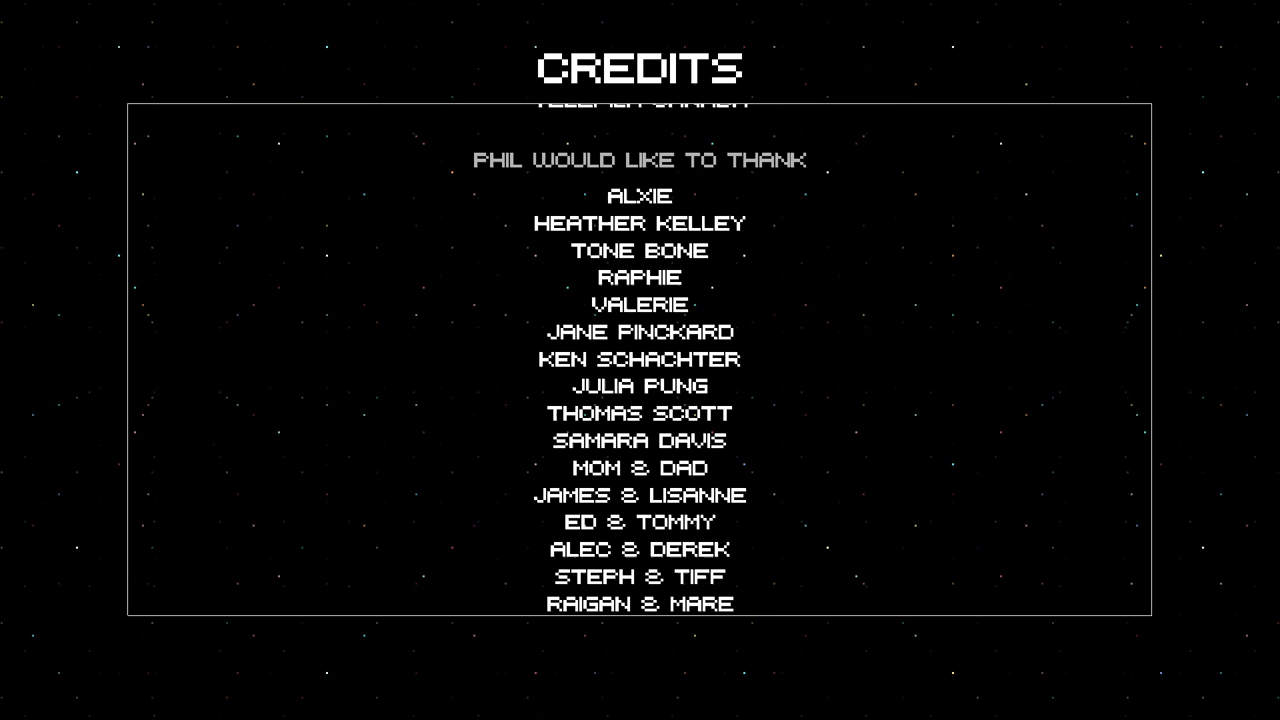 CREDITS
PHIL WOULD LIKE TO THANK
ALXIE
HEATHER KELLEY
TONE BONE
RAPHIE
VALERIE
JANE PINCKARD
KEN SCHACHTER
JULIA PUNG
THOMAS SCOTT
SAMARA DAVIS
MOM & DAD
JAMES & LISANNE
ED & TOMMY
ALEC & DEREK
STEPH & TIFF
RAIGAN & MARE